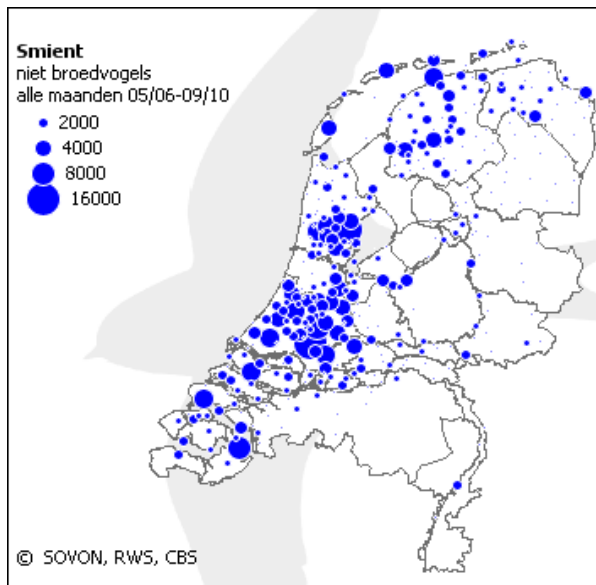 Smient
niet broedvogels
alle maanden 05/06-09/10
2000
4000
8000
16000
© SOVON, RWS, CBS